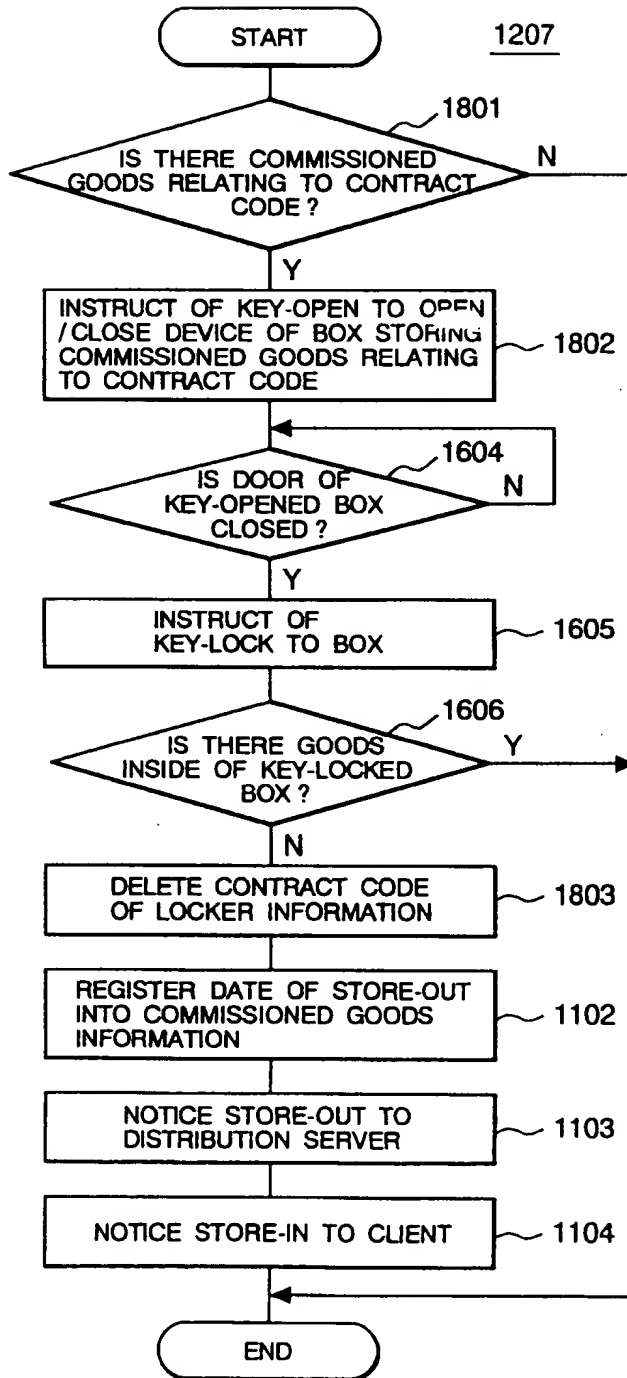 START
1207
1801
IS THERE COMMISSIONED
GOODS RELATING TO CONTRACT
CODE ?
N
Y
INSTRUCT OF KEY-OPEN TO OPEN
/CLOSE DEVICE OF BOX STORING
COMMISSIONED GOODS RELATING
TO CONTRACT CODE
1802
1604
IS DOOR OF
KEY-OPENED BOX
CLOSED ?
N
Y
INSTRUCT OF
KEY-LOCK TO BOX
1605
1606
IS THERE GOODS
INSIDE OF KEY-LOCKED
BOX ?
Y
N
DELETE CONTRACT CODE
OF LOCKER INFORMATION
1803
REGISTER DATE OF STORE-OUT
INTO COMMISSIONED GOODS
INFORMATION
1102
NOTICE STORE-OUT TO
DISTRIBUTION SERVER
1103
NOTICE STORE-IN TO CLIENT
1104
END